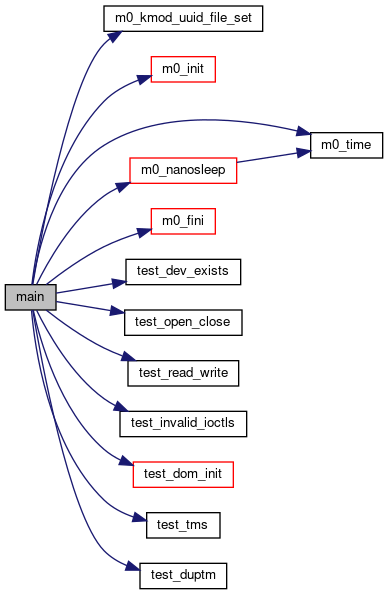 m0_kmod_uuid_file_set
m0_init
m0_time
m0_nanosleep
m0_fini
test_dev_exists
main
test_open_close
test_read_write
test_invalid_ioctls
test_dom_init
test_tms
test_duptm